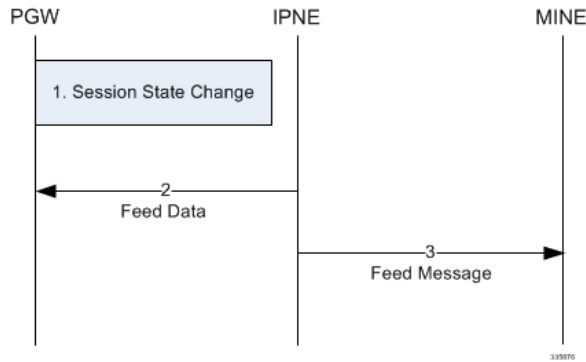 PGW IPNE MINE
1. Session State Change
2
Feed Data
3
Feed Message